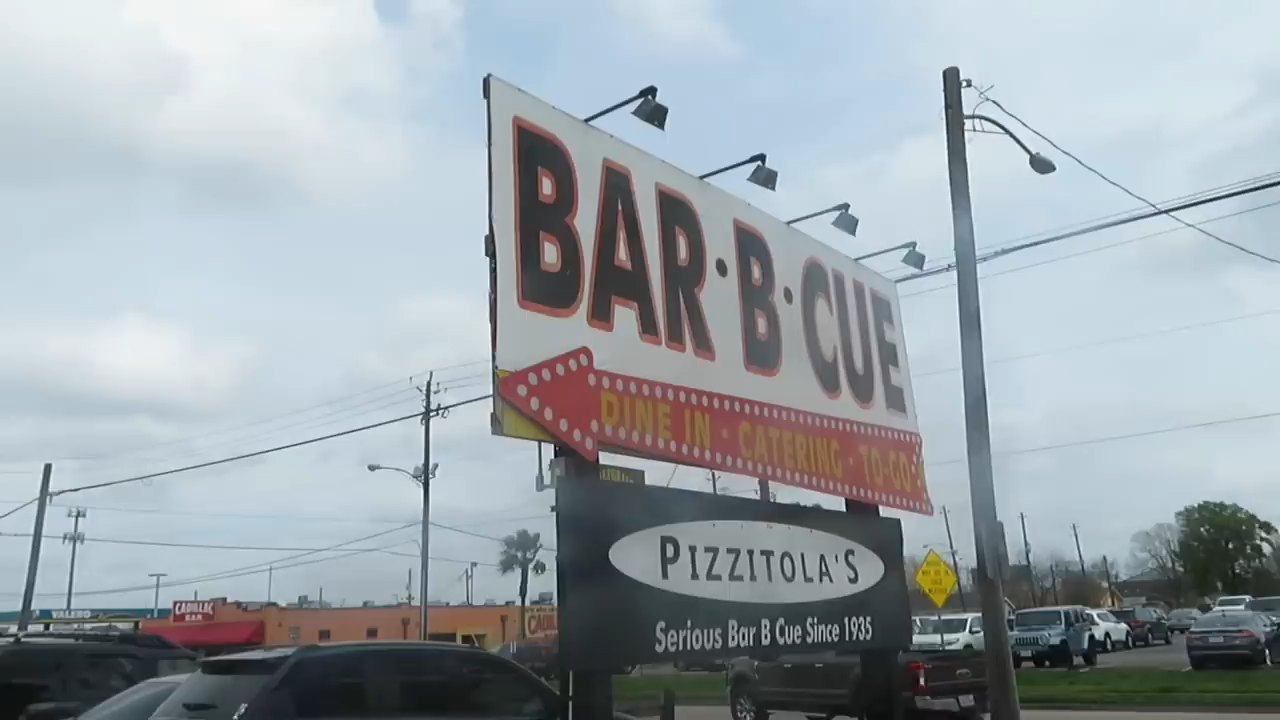 BAR·B·CUE
DINE IN · CATERING · TO-GO
PIZZITOLA'S
Serious Bar B Cue Since 1935
VALERO
CADILLAC
BAR